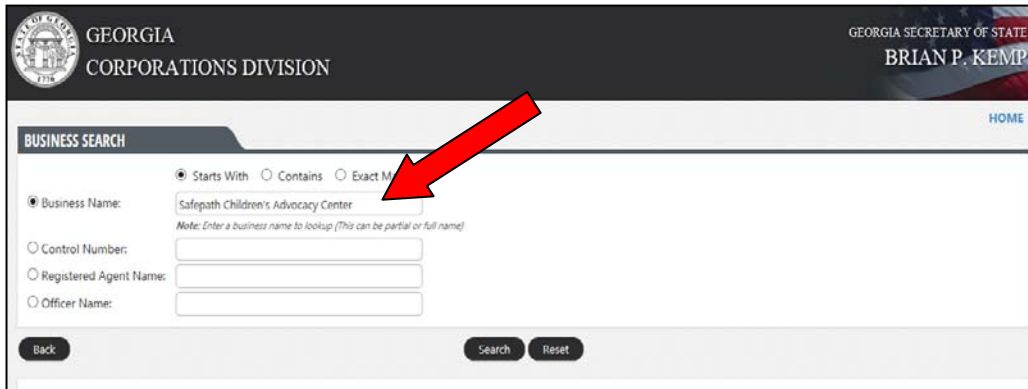 GEORGIA
CORPORATIONS DIVISION
GEORGIA SECRETARY OF STATE
BRIAN P. KEMP
HOME
BUSINESS SEARCH
Starts With Contains Exact M
Business Name: Safepath Children's Advocacy Center
Note: Enter a business name to lookup (This can be partial or full name)
Control Number:
Registered Agent Name:
Officer Name:
Back Search Reset